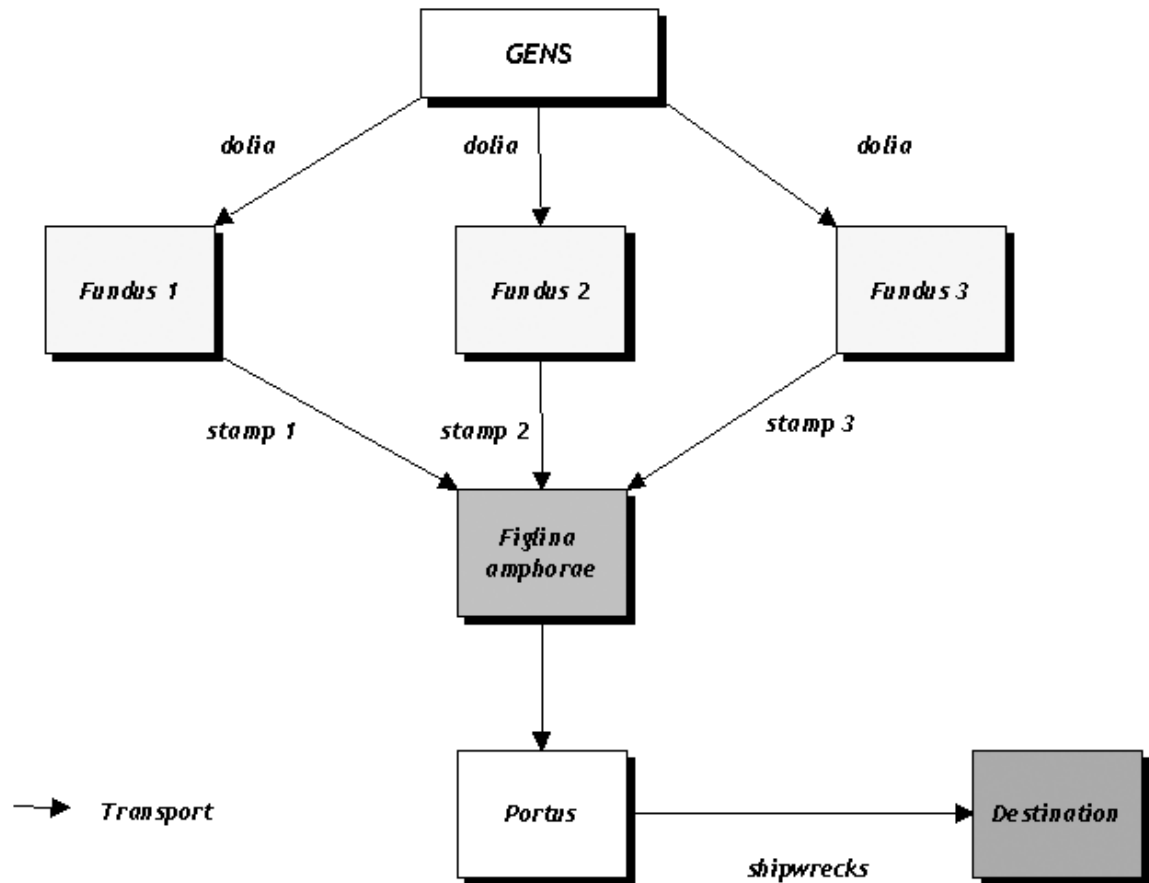 GENS
dolia
dolia
dolia
Fundus 1
Fundus 2
Fundus 3
stamp 1
stamp 2
stamp 3
Figlina
amphorae
Transport
Portus
Destination
shipwrecks